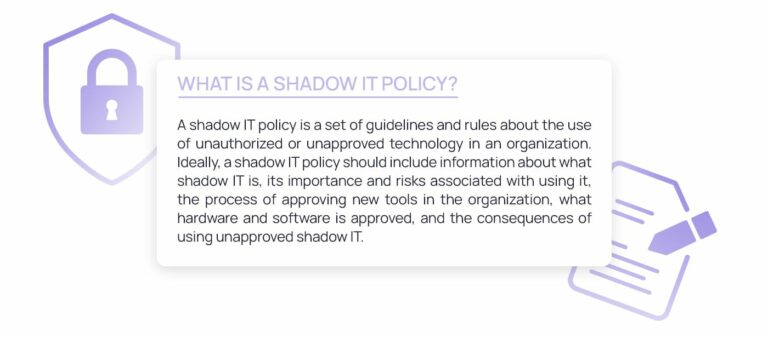 WHAT IS A SHADOW IT POLICY?
A shadow IT policy is a set of guidelines and rules about the use
of unauthorized or unapproved technology in an organization.
Ideally, a shadow IT policy should include information about what
shadow IT is, its importance and risks associated with using it,
the process of approving new tools in the organization, what
hardware and software is approved, and the consequences of
using unapproved shadow IT.